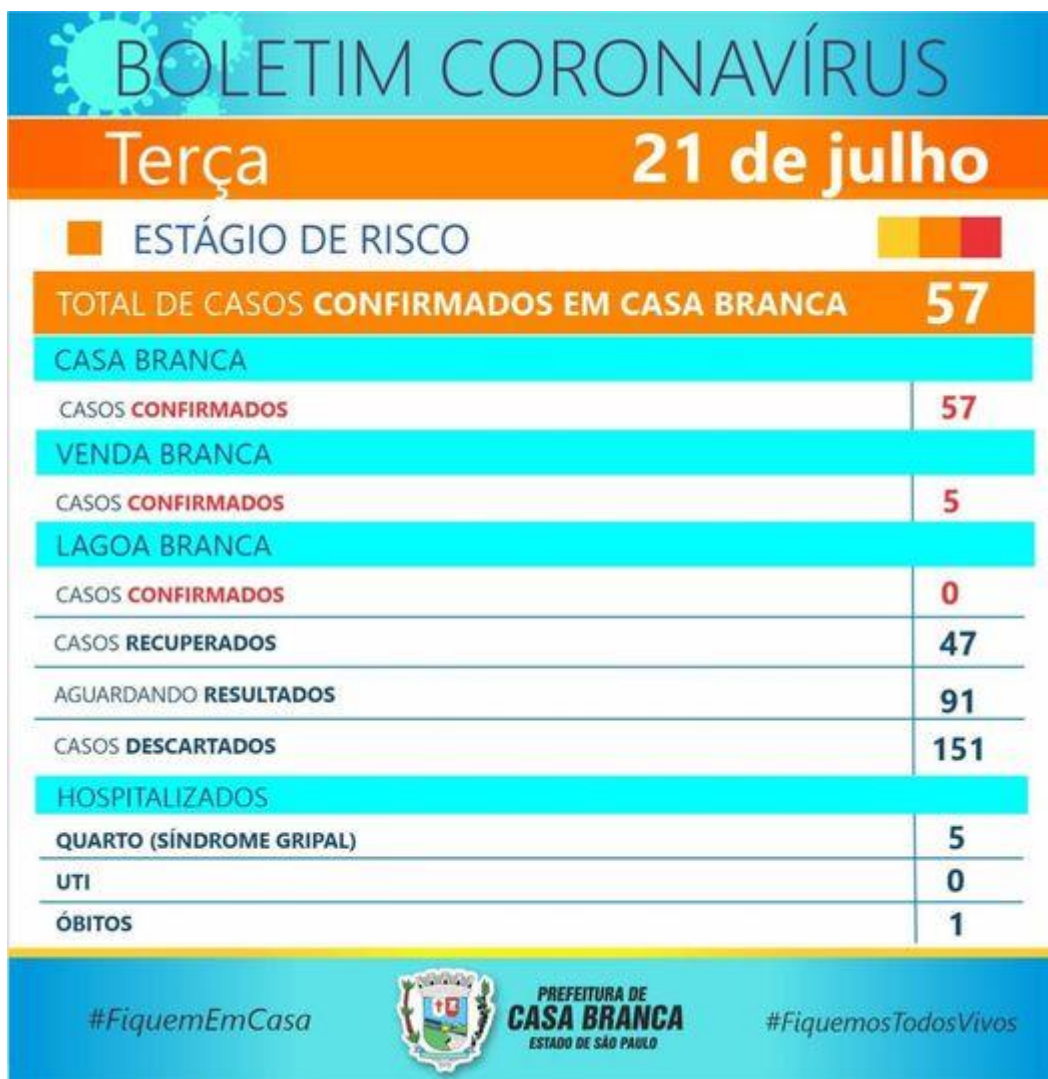 BOLETIM CORONAVÍRUS
Terça 21 de julho
ESTÁGIO DE RISCO
TOTAL DE CASOS CONFIRMADOS EM CASA BRANCA 57
CASA BRANCA
CASOS CONFIRMADOS 57
VENDA BRANCA
CASOS CONFIRMADOS 5
LAGOA BRANCA
CASOS CONFIRMADOS 0
CASOS RECUPERADOS 47
AGUARDANDO RESULTADOS 91
CASOS DESCARTADOS 151
HOSPITALIZADOS
QUARTO (SÍNDROME GRIPAL) 5
UTI 0
ÓBITOS 1
#FiquemEmCasa
PREFEITURA DE
CASA BRANCA
ESTADO DE SÃO PAULO
#FiquemosTodosVivos